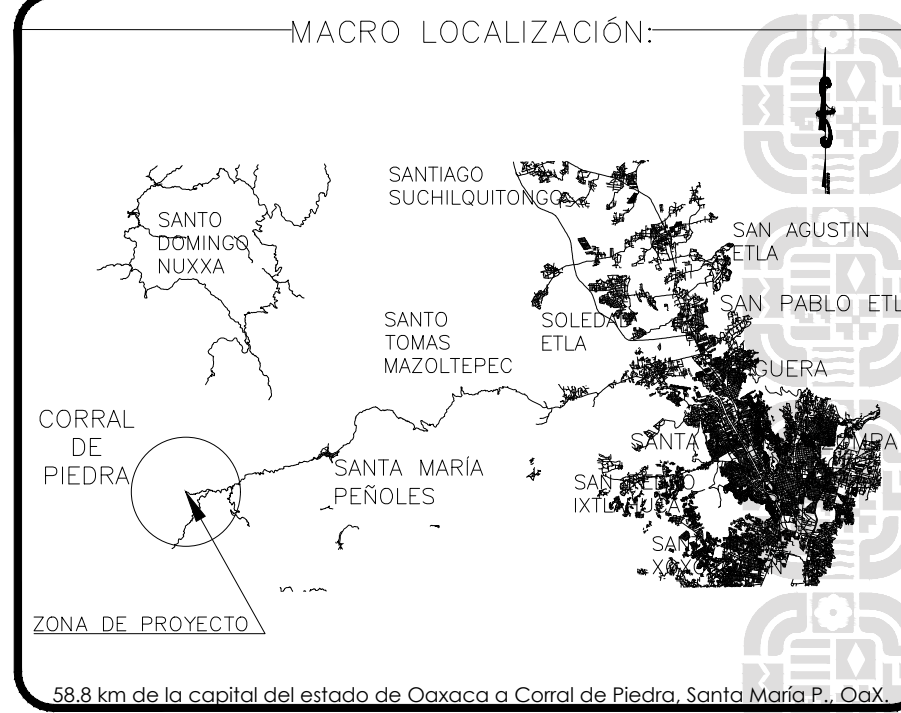 MACRO LOCALIZACIÓN:
SANTIAGO
SUCHILQUITONGO
SANTO
DOMINGO
NUXXA
SAN AGUSTIN
ETLA
SAN PABLO ETL
SANTO
TOMAS
MAZOLTEPEC
SOLEDAD
ETLA
GUERA
CORRAL
DE
PIEDRA
SANTA MARÍA
PEÑOLES
SANTA
SAN
SAN
ZONA DE PROYECTO
58.8 km de la capital del estado de Oaxaca a Corral de Piedra, Santa María P., OaX.